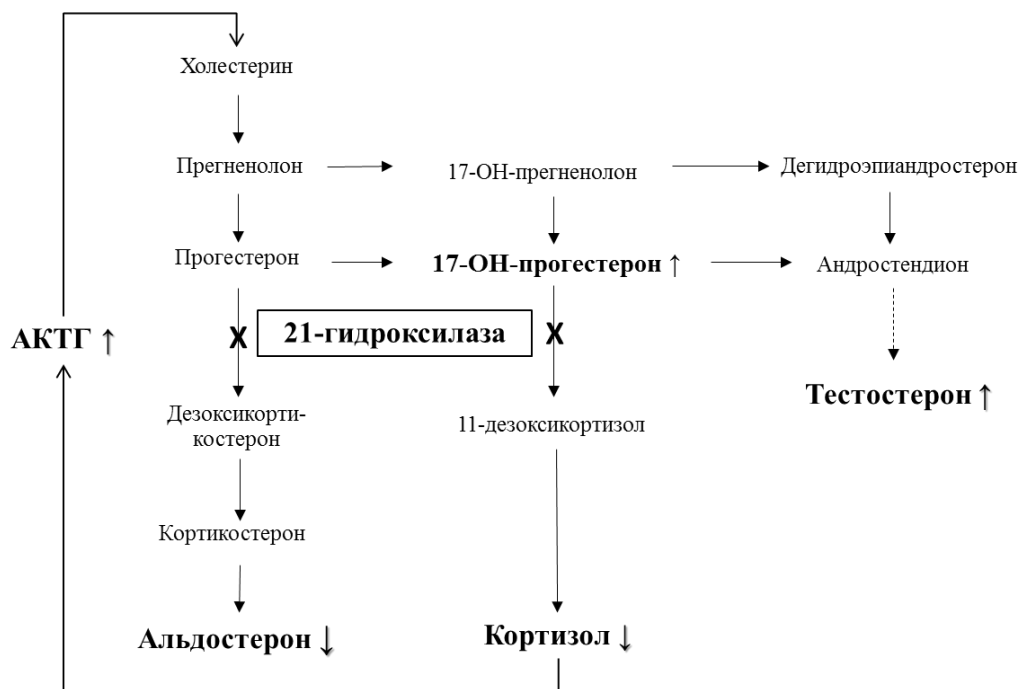 Холестерин
Прегненолон
17-ОН-прегненолон
Дегидроэпиандростерон
Прогестерон
17-ОН-прогестерон ↑
Андростендион
АКТГ ↑
X
21-гидроксилаза
X
Тестостерон ↑
Дезоксикорти-
костерон
11-дезоксикортизол
Кортикостерон
Альдостерон ↓
Кортизол ↓